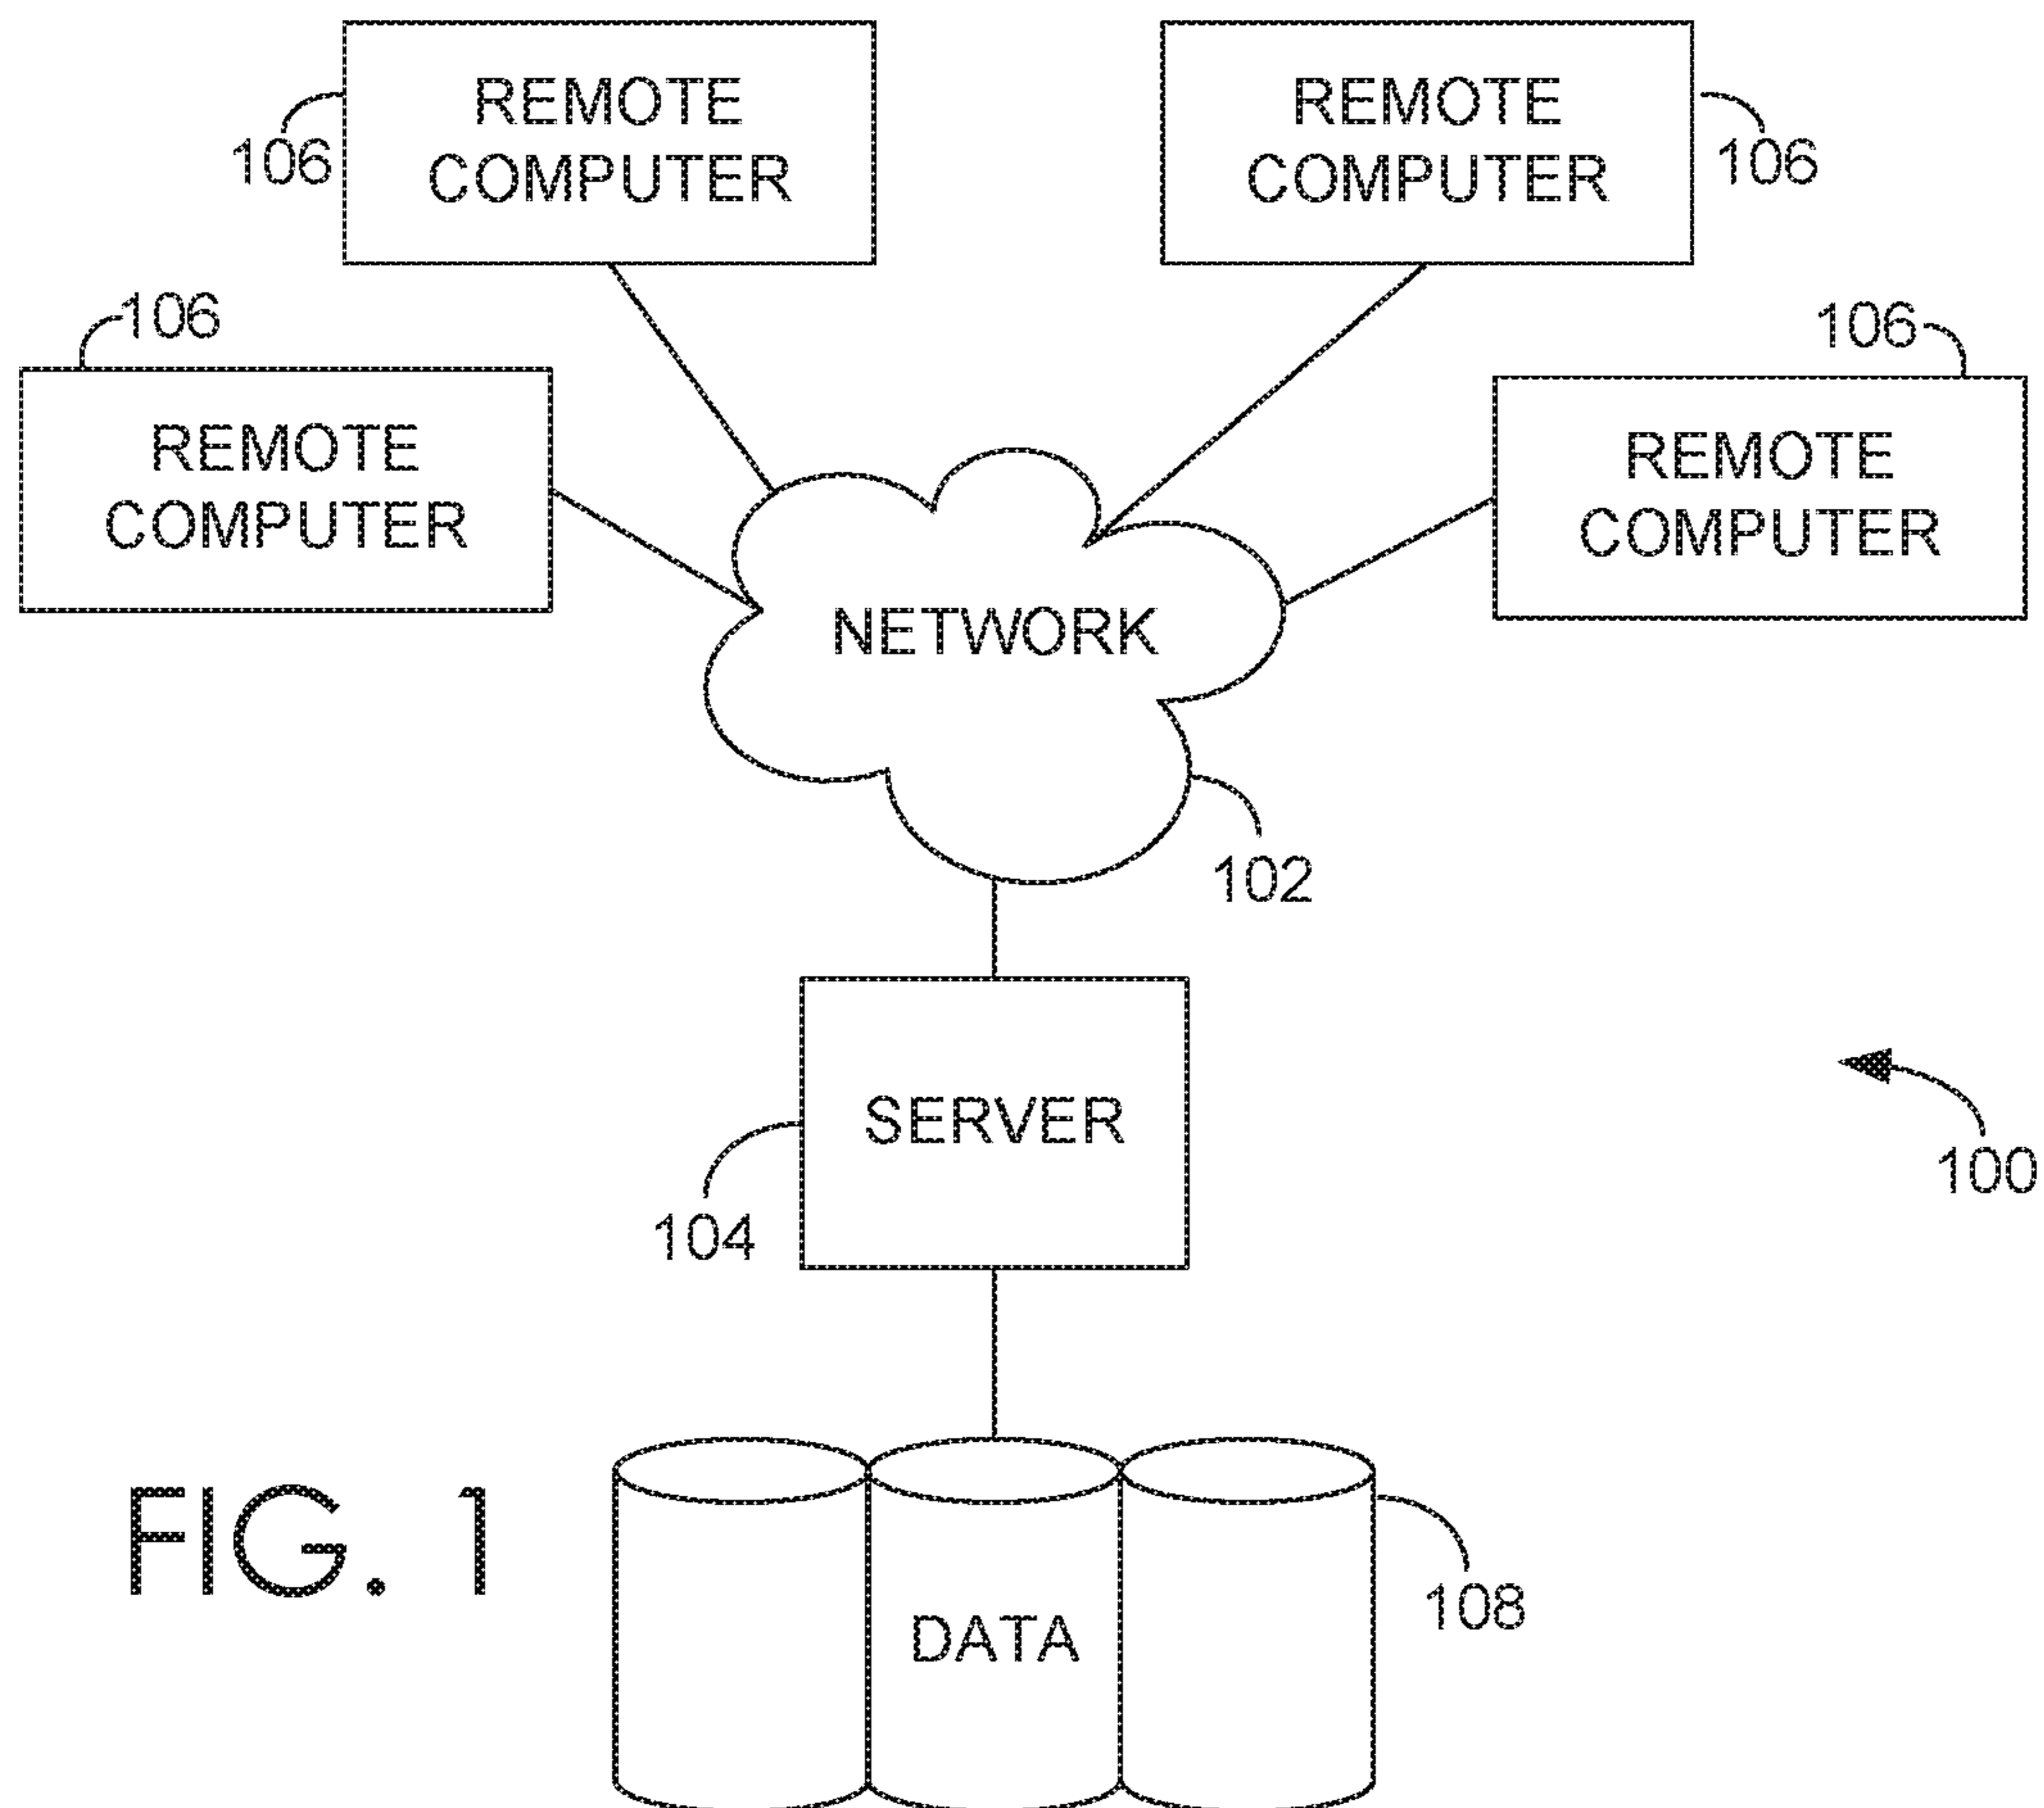 REMOTE
COMPUTER
106
REMOTE
COMPUTER
106
106
REMOTE
COMPUTER
106
REMOTE
COMPUTER
NETWORK
102
SERVER
104
100
FIG. 1
DATA
108